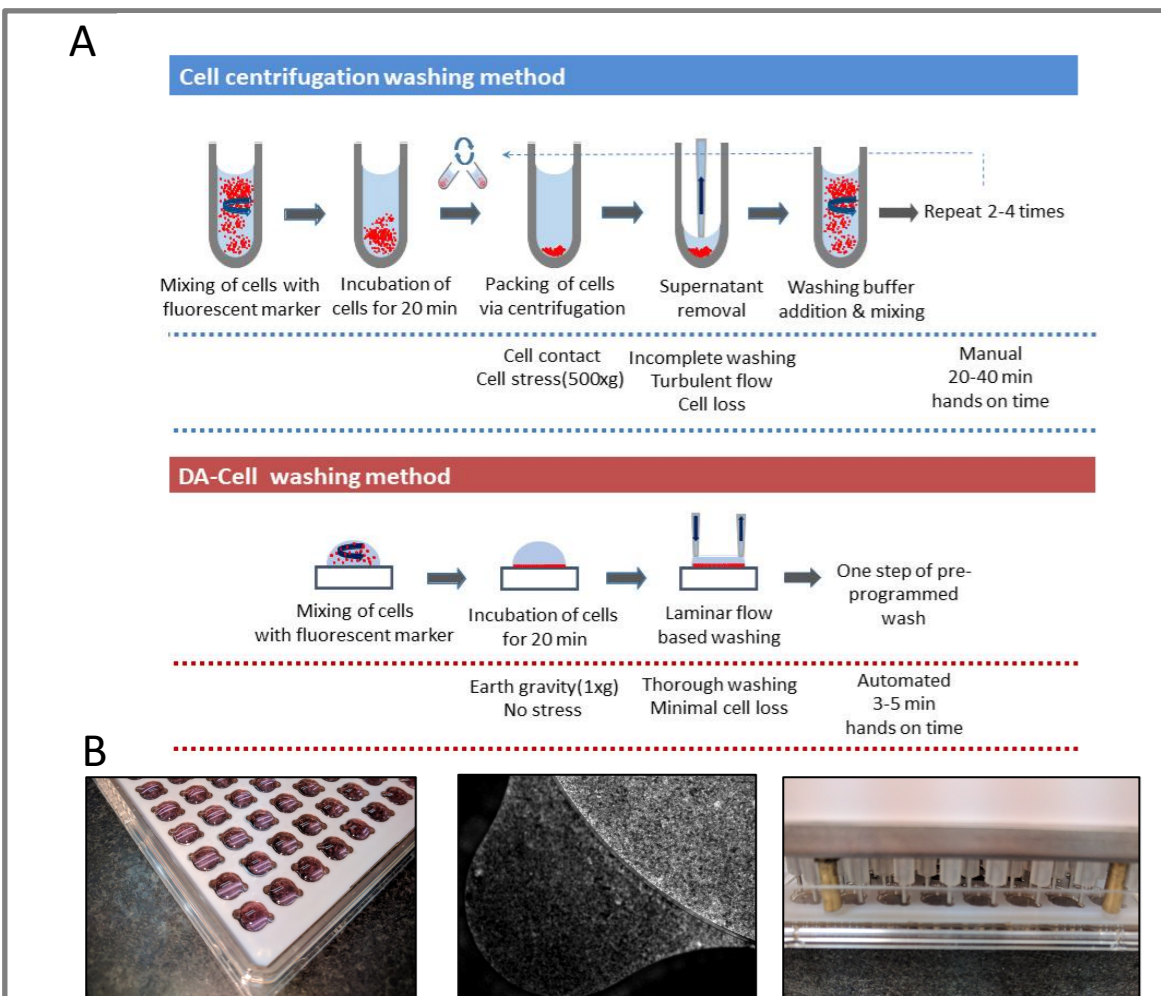 A
Cell centrifugation washing method
Mixing of cells with
fluorescent marker
Incubation of
cells for 20 min
Packing of cells
via centrifugation
Supernatant
removal
Washing buffer
addition & mixing
Repeat 2-4 times
Cell contact
Cell stress(500xg)
Incomplete washing
Turbulent flow
Cell loss
Manual
20-40 min
hands on time
DA-Cell washing method
Mixing of cells
with fluorescent marker
Incubation of cells
for 20 min
Laminar flow
based washing
One step of pre-
programmed
wash
Earth gravity(1xg)
No stress
Thorough washing
Minimal cell loss
Automated
3-5 min
hands on time
B